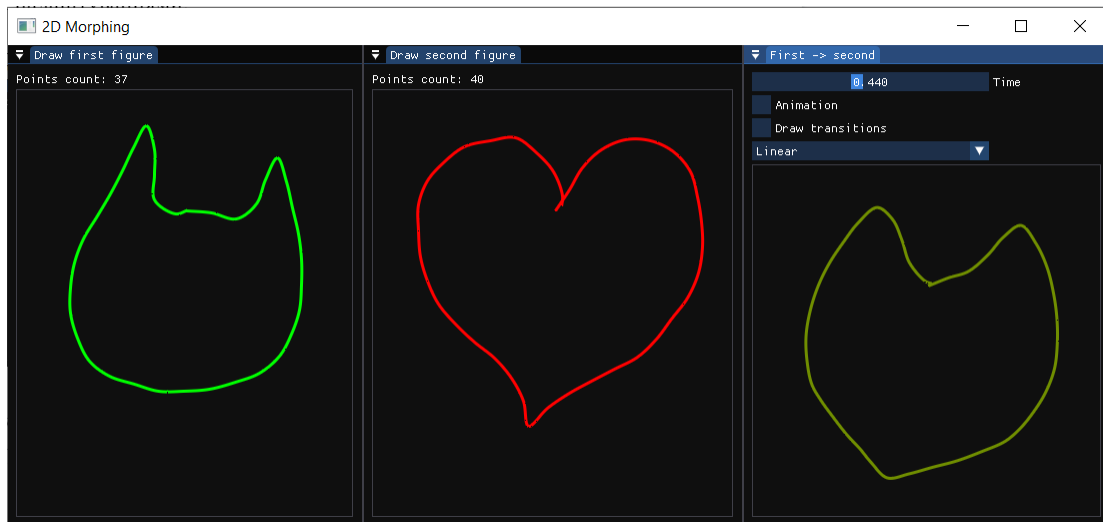 2D Morphing
Draw first figure
Points count: 37
Draw second figure
Points count: 40
First -> second
0.440 Time
Animation
Draw transitions
Linear